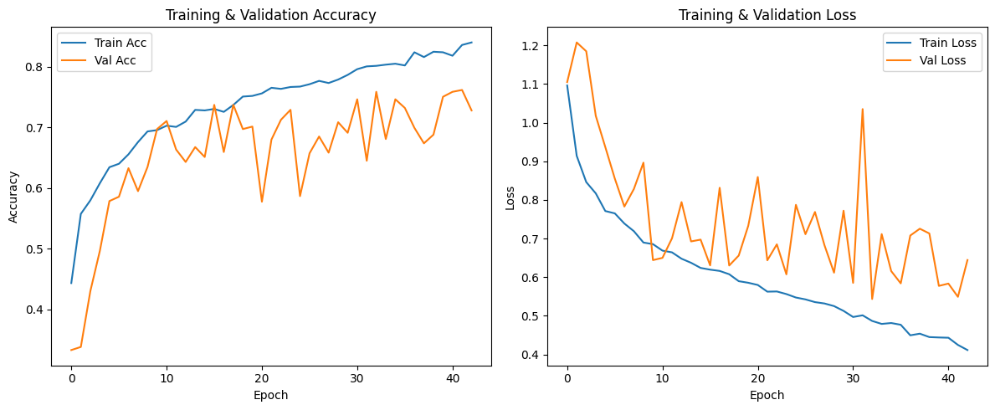 Training & Validation Accuracy
Train Acc
Val Acc
0.8
0.7
0.6
0.5
0.4
Accuracy
0 10 20 30 40
Epoch
Training & Validation Loss
Train Loss
Val Loss
1.2
1.1
1.0
0.9
0.8
0.7
0.6
0.5
0.4
Loss
0 10 20 30 40
Epoch